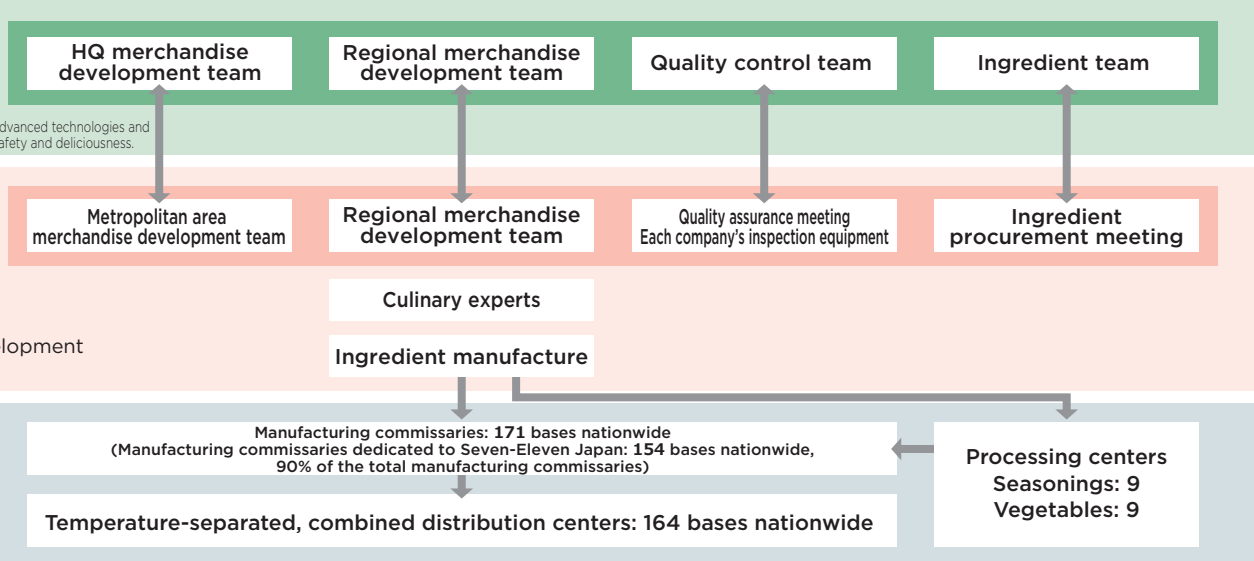 HQ merchandise
development team
Regional merchandise
development team
Quality control team
Ingredient team
dvanced technologies and
afety and deliciousness.
Metropolitan area
merchandise development team
Regional merchandise
development team
Quality assurance meeting
Each company's inspection equipment
Ingredient
procurement meeting
Culinary experts
elopment
Ingredient manufacture
Manufacturing commissaries: 171 bases nationwide
(Manufacturing commissaries dedicated to Seven-Eleven Japan: 154 bases nationwide,
90% of the total manufacturing commissaries)
Processing centers
Seasonings: 9
Vegetables: 9
Temperature-separated, combined distribution centers: 164 bases nationwide